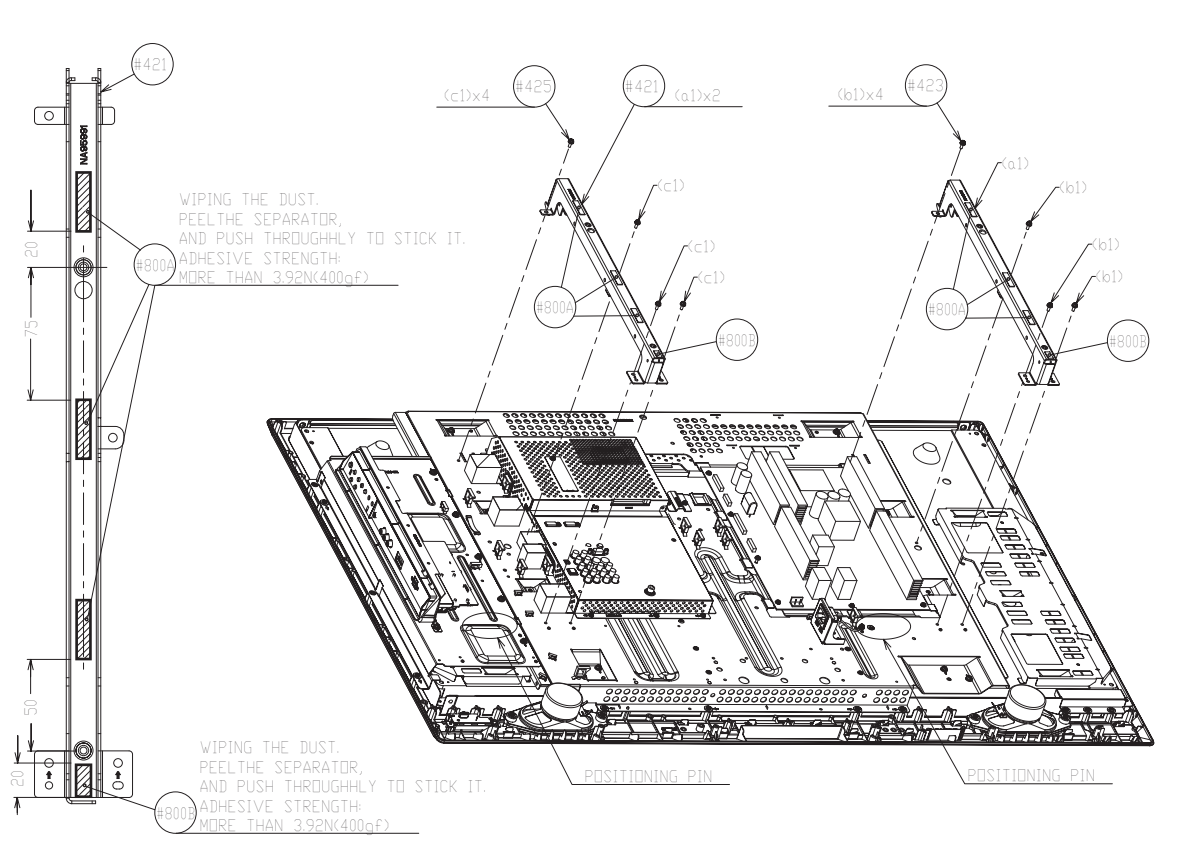 #421
NA95991
WIPING THE DUST.
PEELTHE SEPARATOR,
AND PUSH THROUGHHLY TO STICK IT.
#800A ADHESIVE STRENGTH:
MORE THAN 3.92N(400gf)
20
75
50
20
WIPING THE DUST.
PEELTHE SEPARATOR,
AND PUSH THROUGHHLY TO STICK IT.
ADHESIVE STRENGTH:
#800B MORE THAN 3.92N(400gf)
(c1)x4 #425 #421 (a1)x2
(c1)
(c1)
(c1)
#800A
#800B
(b1)x4 #423
(a1)
(b1)
(b1)
(b1)
#800A
#800B
POSITIONING PIN
POSITIONING PIN